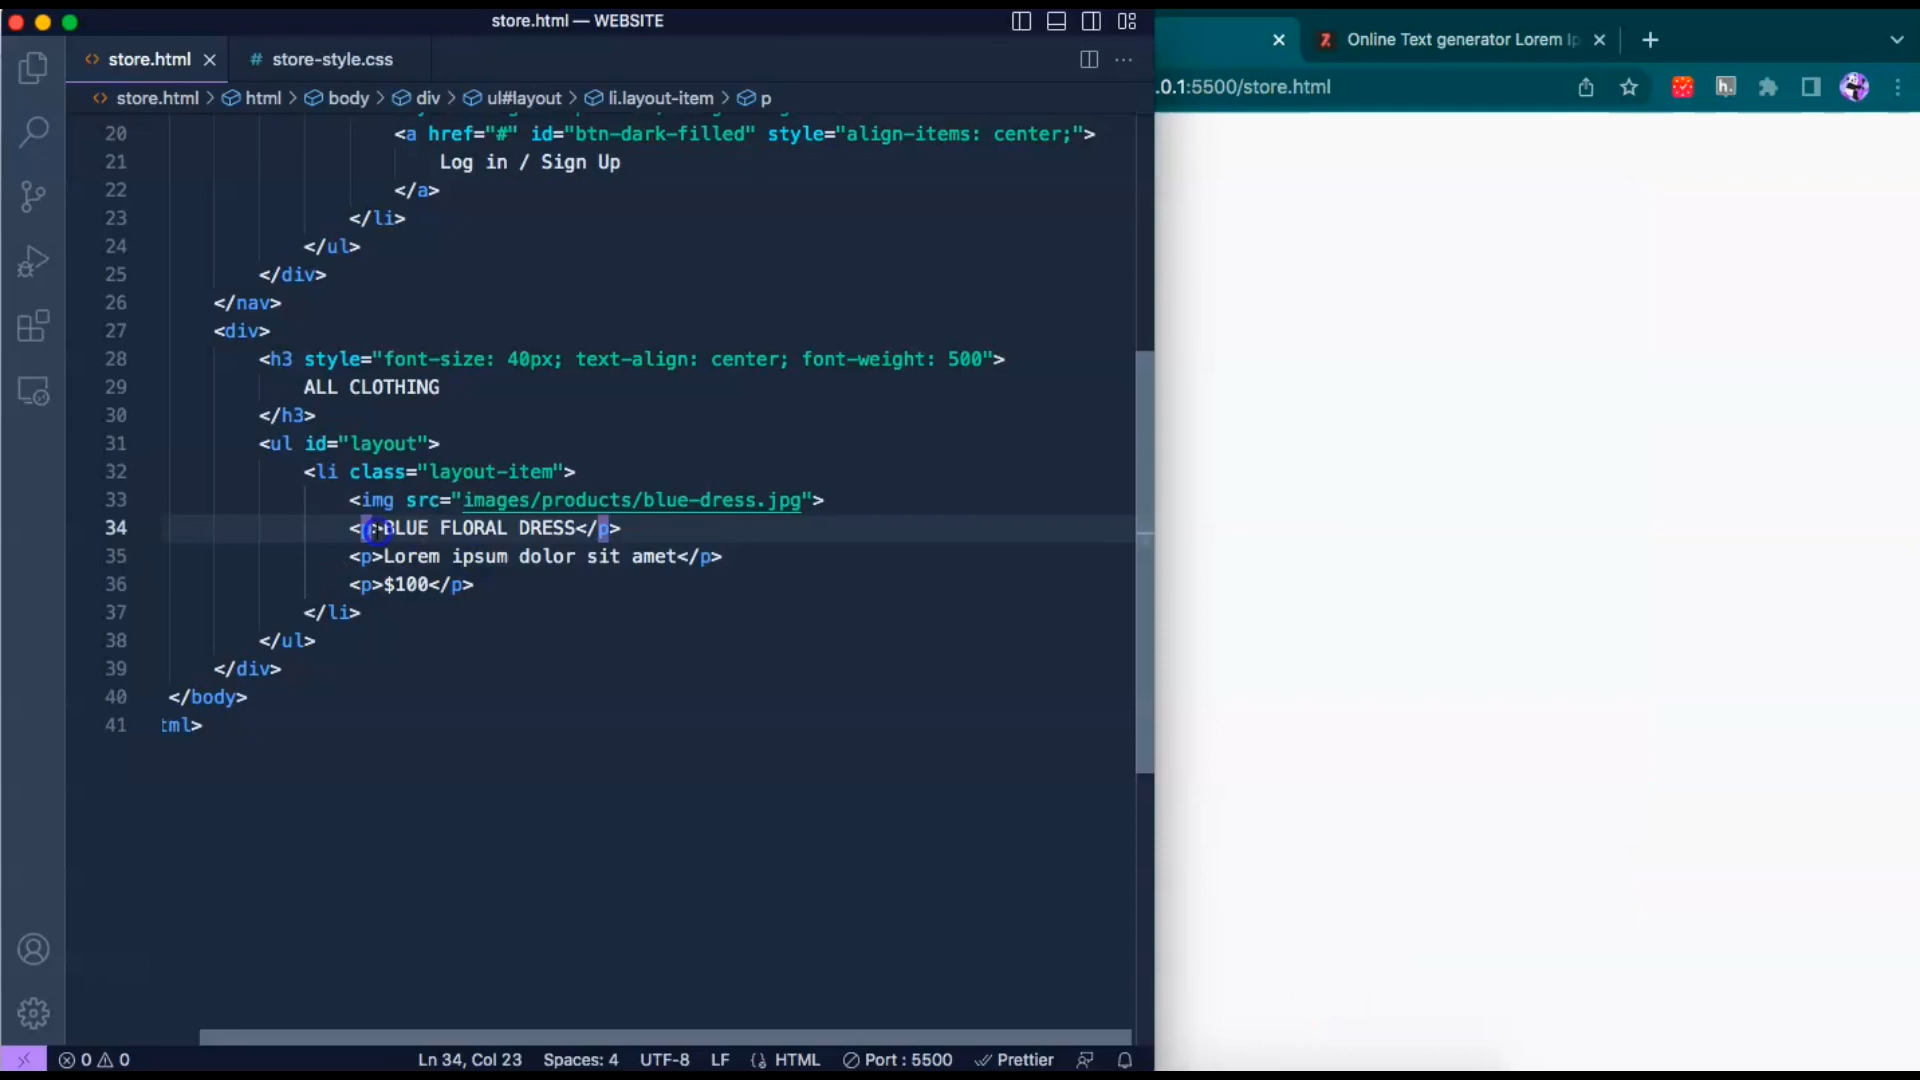 store.html — WEBSITE
store.html
# store-style.css
Online Text generator Lorem
.0.1:5500/store.html
store.html > html > body > div > ul#layout > li.layout-item > p
20 <a href="#" id="btn-dark-filled" style="align-items: center;">
21 Log in / Sign Up
22 </a>
23 </li>
24 </ul>
25 </div>
26 </nav>
27 <div>
28 <h3 style="font-size: 40px; text-align: center; font-weight: 500">
29 ALL CLOTHING
30 </h3>
31 <ul id="layout">
32 <li class="layout-item">
33 <img src="images/products/blue-dress.jpg">
34 <p>BLUE FLORAL DRESS</p>
35 <p>Lorem ipsum dolor sit amet</p>
36 <p>$100</p>
37 </li>
38 </ul>
39 </div>
40 </body>
41 tml>
h.
0 0
Ln 34, Col 23
Spaces: 4
UTF-8
LF
HTML
Port : 5500
Prettier